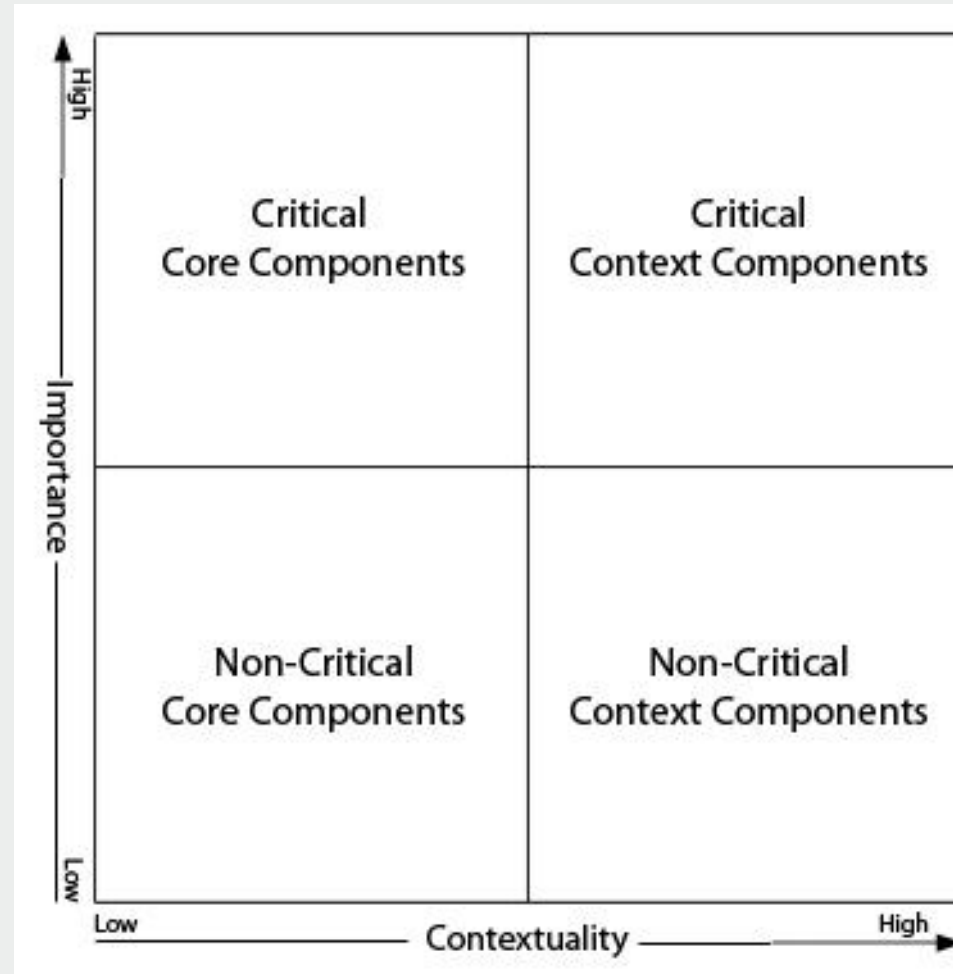 High
Critical
Core Components
Critical
Context Components
Importance
Non-Critical
Core Components
Non-Critical
Context Components
Low
Low
High
Contextuality